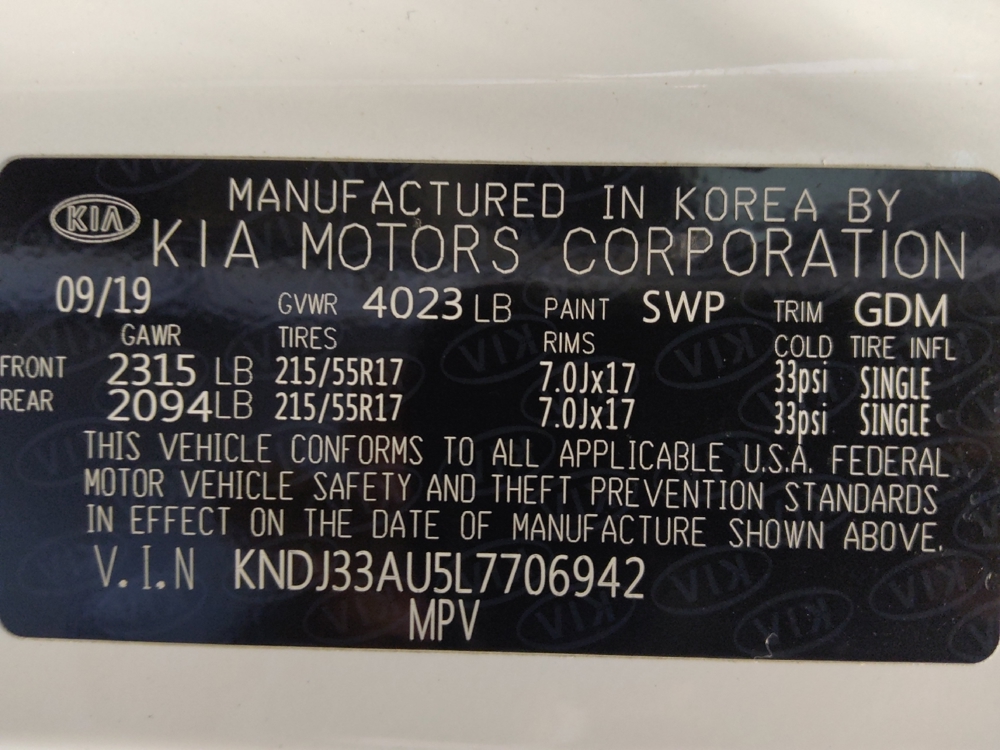 KIA MANUFACTURED IN KOREA BY
KIA MOTORS CORPORATION
09/19 GVWR 4023 LB PAINT SWP TRIM GDM
GAWR TIRES RIMS COLD TIRE INFL
FRONT 2315 LB 215/55R17 7.0Jx17 33psi SINGLE
REAR 2094LB 215/55R17 7.0Jx17 33psi SINGLE
THIS VEHICLE CONFORMS TO ALL APPLICABLE U.S.A. FEDERAL
MOTOR VEHICLE SAFETY AND THEFT PREVENTION STANDARDS
IN EFFECT ON THE DATE OF MANUFACTURE SHOWN ABOVE.
V.I.N KNDJ33AU5L7706942
MPV